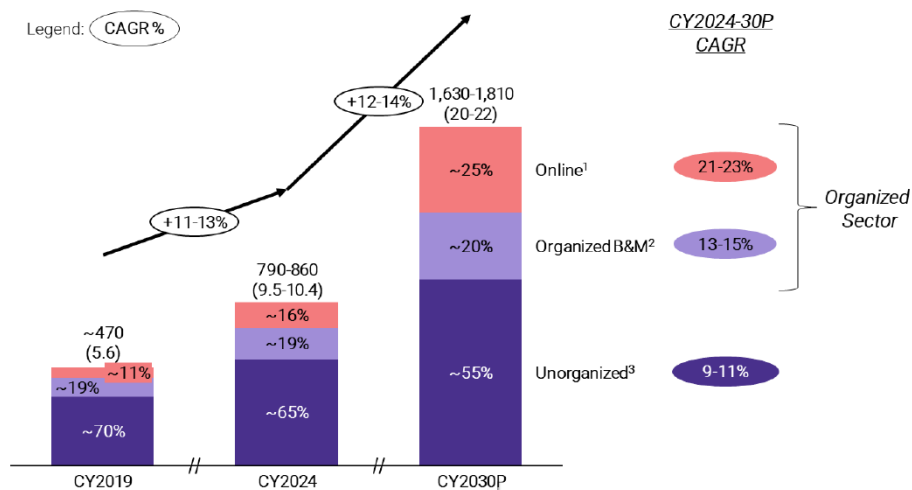 Legend: CAGR %
CY2024-30P
CAGR
+12-14%
1,630-1,810
(20-22)
~25%
Online¹
21-23%
Organized
Sector
+11-13%
~20%
Organized B&M²
13-15%
790-860
(9.5-10.4)
~16%
~19%
~470
(5.6)
~11%
~19%
~55%
Unorganized³
9-11%
~65%
~70%
CY2019
//
CY2024
//
CY2030P